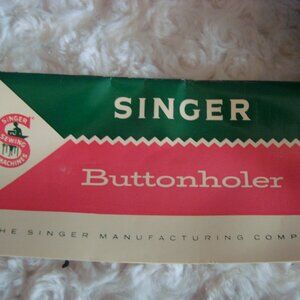 SINGER
SINGER
SEWING
MACHINES
Buttonholer
HE SINGER MANUFACTURING COMP